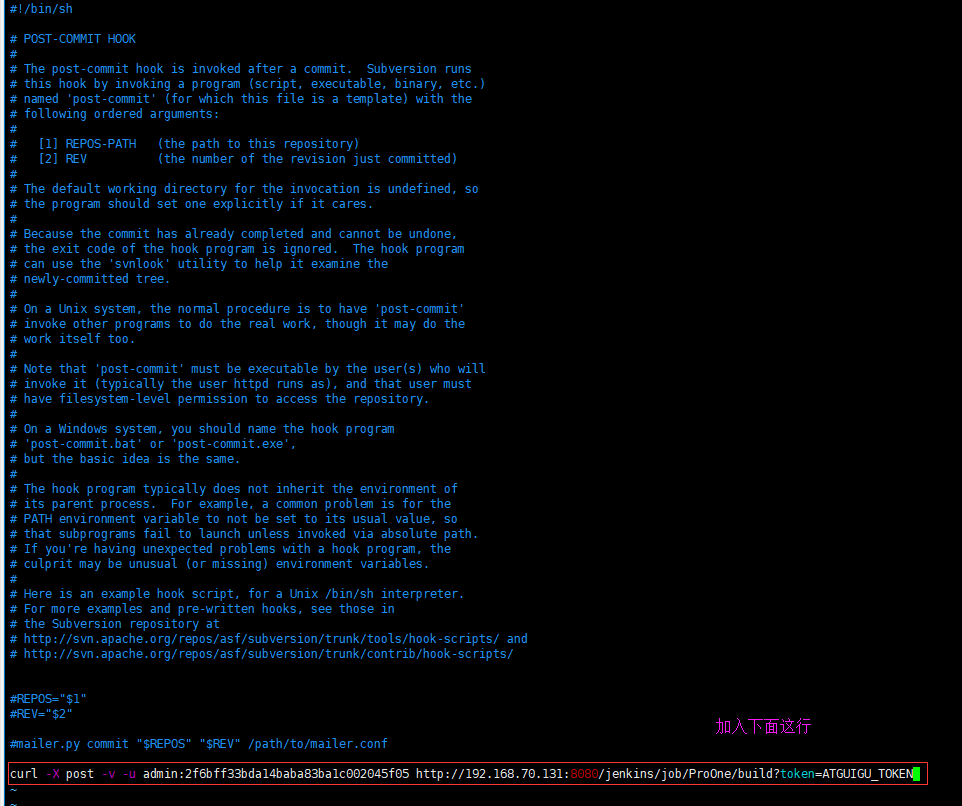 #!/bin/sh
# POST-COMMIT HOOK
#
# The post-commit hook is invoked after a commit.  Subversion runs
# this hook by invoking a program (script, executable, binary, etc.)
# named 'post-commit' (for which this file is a template) with the
# following ordered arguments:
#
#   [1] REPOS-PATH   (the path to this repository)
#   [2] REV          (the number of the revision just committed)
#
# The default working directory for the invocation is undefined, so
# the program should set one explicitly if it cares.
#
# Because the commit has already completed and cannot be undone,
# the exit code of the hook program is ignored.  The hook program
# can use the 'svnlook' utility to help it examine the
# newly-committed tree.
#
# On a Unix system, the normal procedure is to have 'post-commit'
# invoke other programs to do the real work, though it may do the
# work itself too.
#
# Note that 'post-commit' must be executable by the user(s) who will
# invoke it (typically the user httpd runs as), and that user must
# have filesystem-level permission to access the repository.
#
# On a Windows system, you should name the hook program
# 'post-commit.bat' or 'post-commit.exe',
# but the basic idea is the same.
#
# The hook program typically does not inherit the environment of
# its parent process.  For example, a common problem is for the
# PATH environment variable to not be set to its usual value, so
# that subprograms fail to launch unless invoked via absolute path.
# If you're having unexpected problems with a hook program, the
# culprit may be unusual (or missing) environment variables.
#
# Here is an example hook script, for a Unix /bin/sh interpreter.
# For more examples and pre-written hooks, see those in
# the Subversion repository at
# http://svn.apache.org/repos/asf/subversion/trunk/tools/hook-scripts/ and
# http://svn.apache.org/repos/asf/subversion/trunk/contrib/hook-scripts/
#REPOS="$1"
#REV="$2"
加入下面这行
#mailer.py commit "$REPOS" "$REV" /path/to/mailer.conf
curl -X post -v -u admin:2f6bff33bda14baba83ba1c002045f05 http://192.168.70.131:8080/jenkins/job/ProOne/build?token=ATGUIGU_TOKEN
~
~